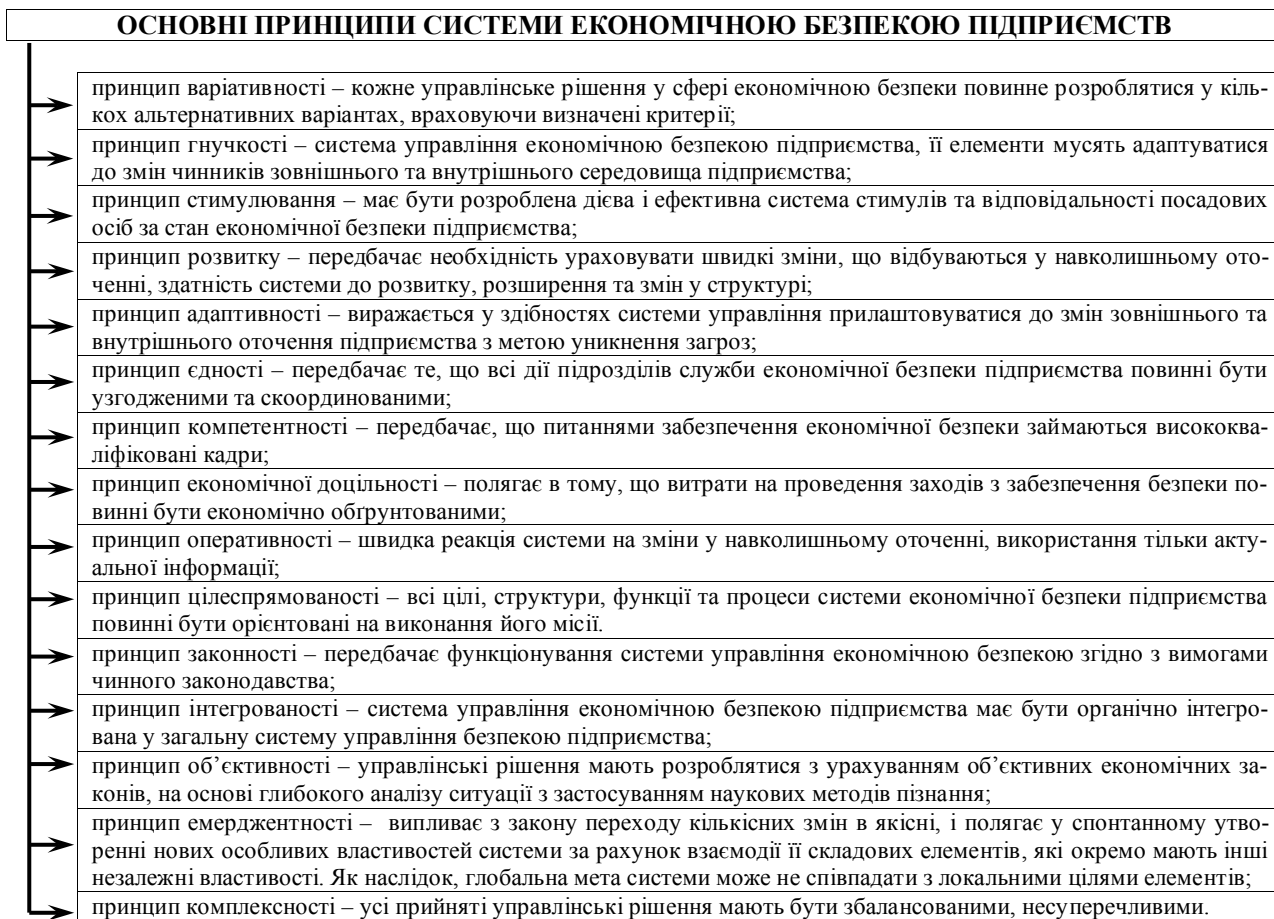 ОСНОВНІ ПРИНЦИПИ СИСТЕМИ ЕКОНОМІЧНОЮ БЕЗПЕКОЮ ПІДПРИЄМСТВ
принцип варіативності – кожне управлінське рішення у сфері економічною безпеки повинне розроблятися у кіль-
кох альтернативних варіантах, враховуючи визначені критерії;
принцип гнучкості – система управління економічною безпекою підприємства, її елементи мусять адаптуватися
до змін чинників зовнішнього та внутрішнього середовища підприємства;
принцип стимулювання – має бути розроблена дієва і ефективна система стимулів та відповідальності посадових
осіб за стан економічної безпеки підприємства;
принцип розвитку – передбачає необхідність ураховувати швидкі зміни, що відбуваються у навколишньому ото-
ченні, здатність системи до розвитку, розширення та змін у структурі;
принцип адаптивності – виражається у здібностях системи управління прилаштовуватися до змін зовнішнього та
внутрішнього оточення підприємства з метою уникнення загроз;
принцип єдності – передбачає те, що всі дії підрозділів служби економічної безпеки підприємства повинні бути
узгодженими та скоординованими;
принцип компетентності – передбачає, що питаннями забезпечення економічної безпеки займаються висококва-
ліфіковані кадри;
принцип економічної доцільності – полягає в тому, що витрати на проведення заходів з забезпечення безпеки по-
винні бути економічно обґрунтованими;
принцип оперативності – швидка реакція системи на зміни у навколишньому оточенні, використання тільки акту-
альної інформації;
принцип цілеспрямованості – всі цілі, структури, функції та процеси системи економічної безпеки підприємства
повинні бути орієнтовані на виконання його місії.
принцип законності – передбачає функціонування системи управління економічною безпекою згідно з вимогами
чинного законодавства;
принцип інтегрованості – система управління економічною безпекою підприємства має бути органічно інтегро-
вана у загальну систему управління безпекою підприємства;
принцип об’єктивності – управлінські рішення мають розроблятися з урахуванням об’єктивних економічних за-
конів, на основі глибокого аналізу ситуації з застосуванням наукових методів пізнання;
принцип емерджентності – випливає з закону переходу кількісних змін в якісні, і полягає у спонтанному утво-
ренні нових особливих властивостей системи за рахунок взаємодії її складових елементів, які окремо мають інші
незалежні властивості. Як наслідок, глобальна мета системи може не співпадати з локальними цілями елементів;
принцип комплексності – усі прийняті управлінські рішення мають бути збалансованими, несуперечливими.